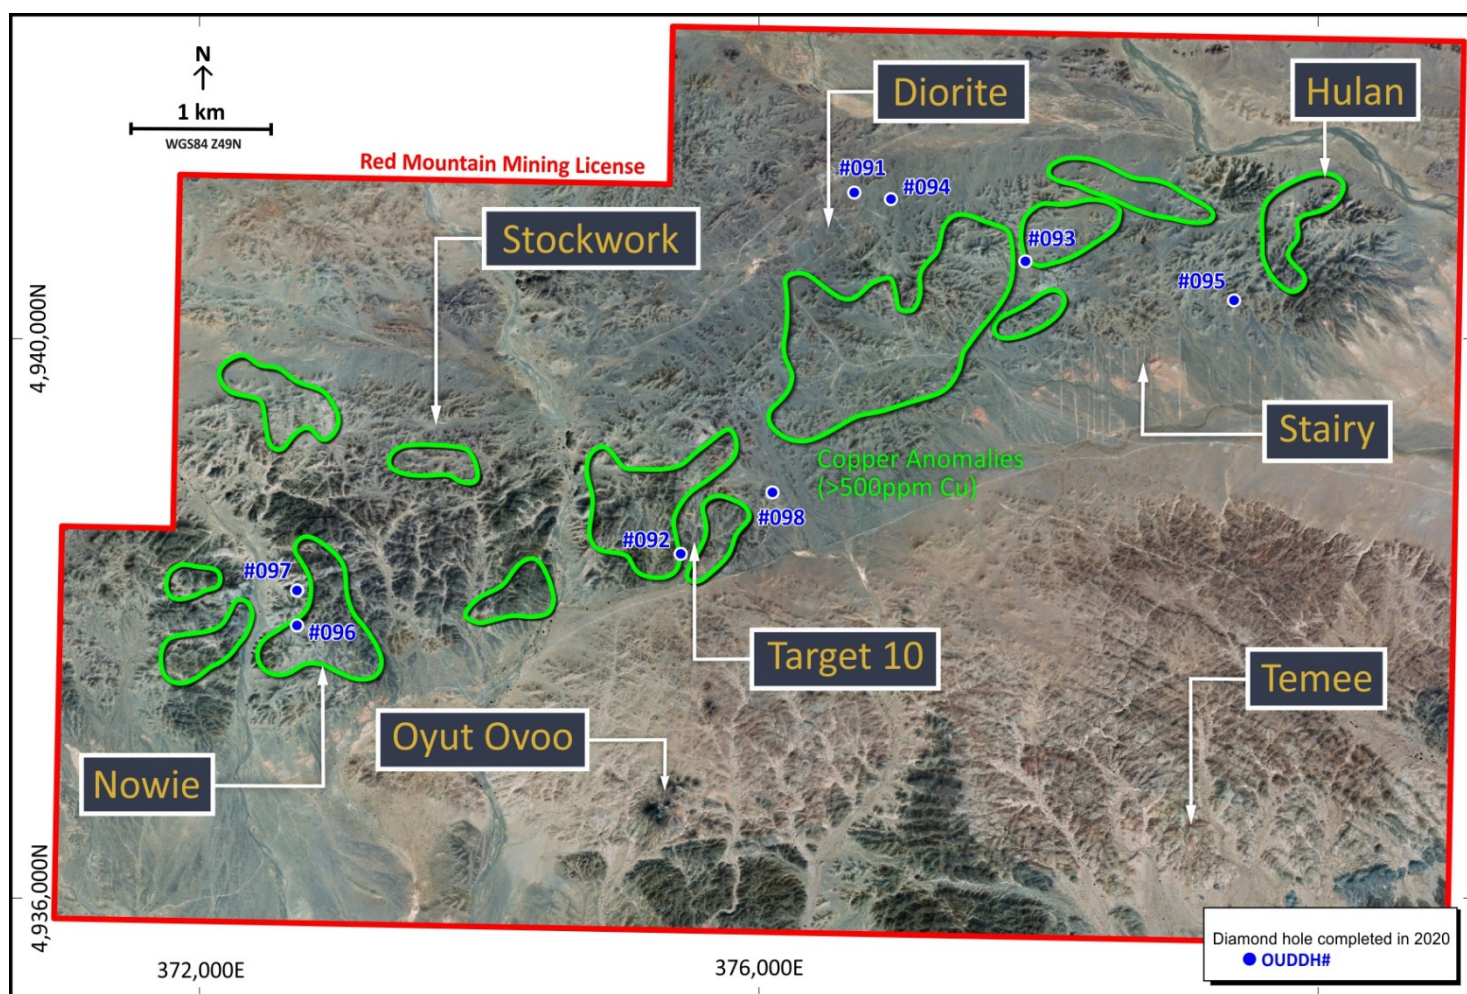 N
1 km
WGS84 Z49N
Red Mountain Mining License
Diorite
Hulan
Stockwork
#091
#094
#093
#095
4,940,000N
Stairy
Copper Anomalies
(>500ppm Cu)
#098
#092
#097
#096
Target 10
Temee
Oyut Ovoo
Nowie
4,936,000N
372,000E
376,000E
Diamond hole completed in 2020
OUDDH#